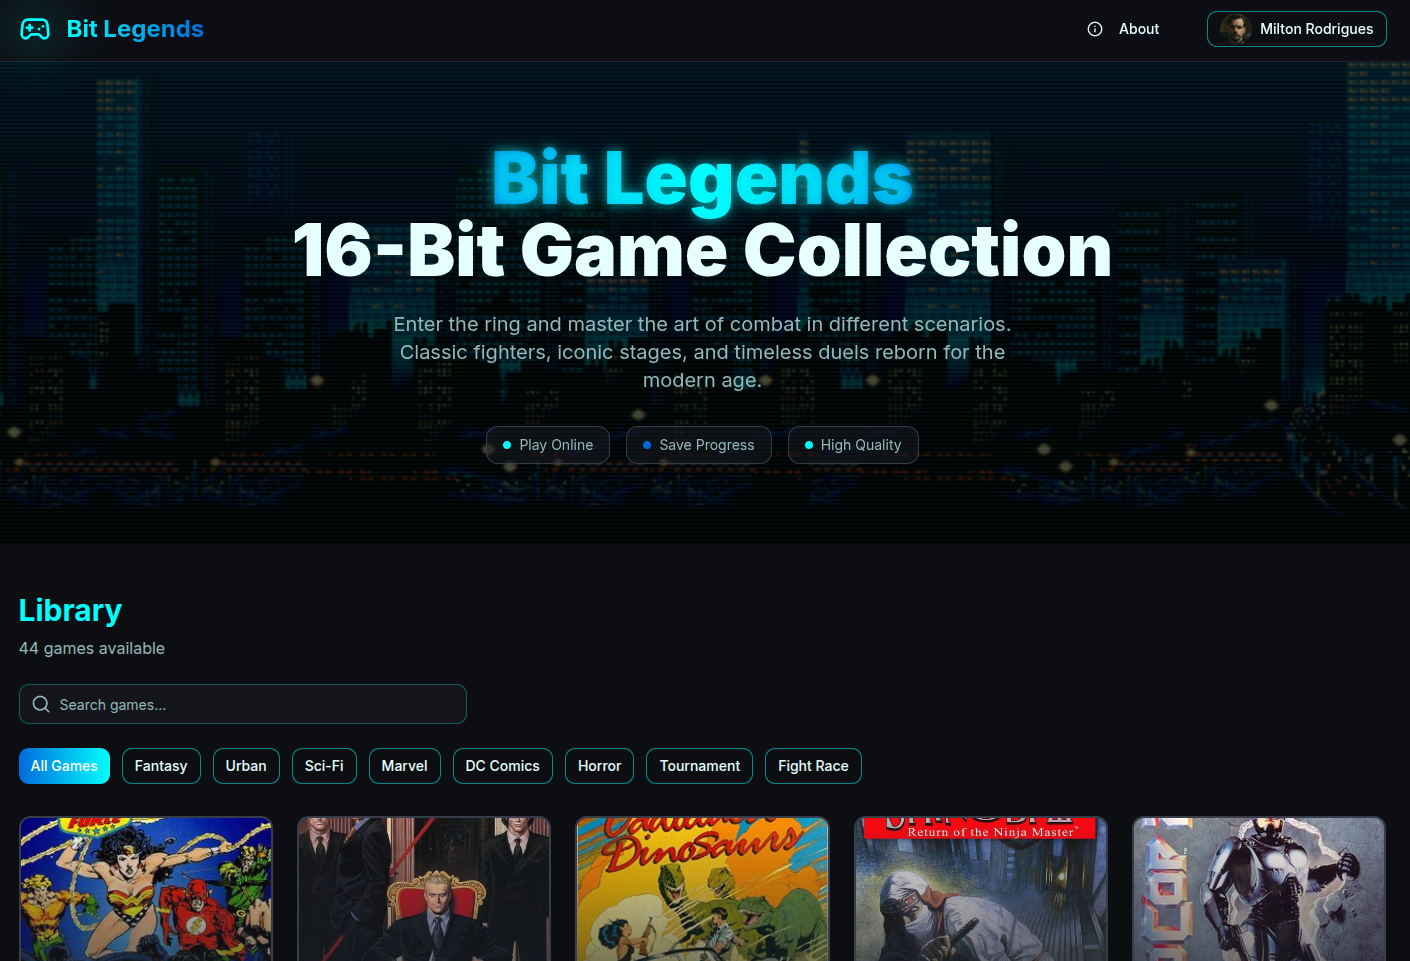 Bit Legends
About
Milton Rodrigues
Bit Legends
16-Bit Game Collection
Enter the ring and master the art of combat in different scenarios.
Classic fighters, iconic stages, and timeless duels reborn for the
modern age.
Play Online
Save Progress
High Quality
Library
44 games available
Search games...
All Games
Fantasy
Urban
Sci-Fi
Marvel
DC Comics
Horror
Tournament
Fight Race
FORCE
Cadillacs
Dinosaurs
Return of the Ninja Master